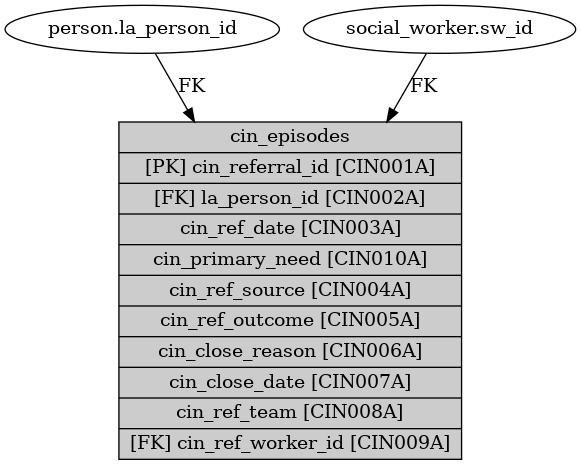 person.la_person_id
social_worker.sw_id
FK
FK
cin_episodes
[PK] cin_referral_id [CIN001A]
[FK] la_person_id [CIN002A]
cin_ref_date [CIN003A]
cin_primary_need [CIN010A]
cin_ref_source [CIN004A]
cin_ref_outcome [CIN005A]
cin_close_reason [CIN006A]
cin_close_date [CIN007A]
cin_ref_team [CIN008A]
[FK] cin_ref_worker_id [CIN009A]